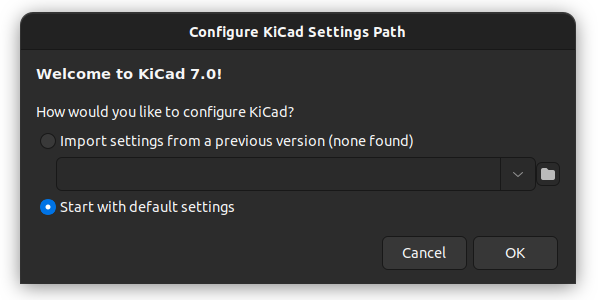 Configure KiCad Settings Path
Welcome to KiCad 7.0!
How would you like to configure KiCad?
Import settings from a previous version (none found)
Start with default settings
Cancel OK